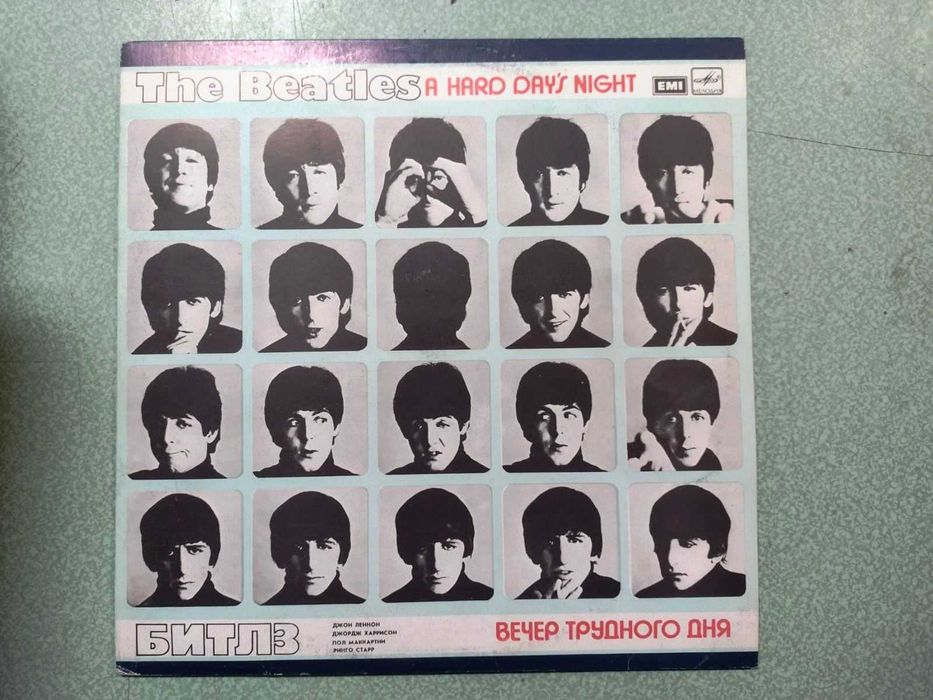 The Beatles A HARD DAY'S NIGHT EMI МЕЛОДИЯ
БИТЛЗ
ДЖОН ЛЕННОН
ДЖОРДЖ ХАРРИСОН
ПОЛ МАККАРТНИ
РИНГО СТАРР
ВЕЧЕР ТРУДНОГО ДНЯ